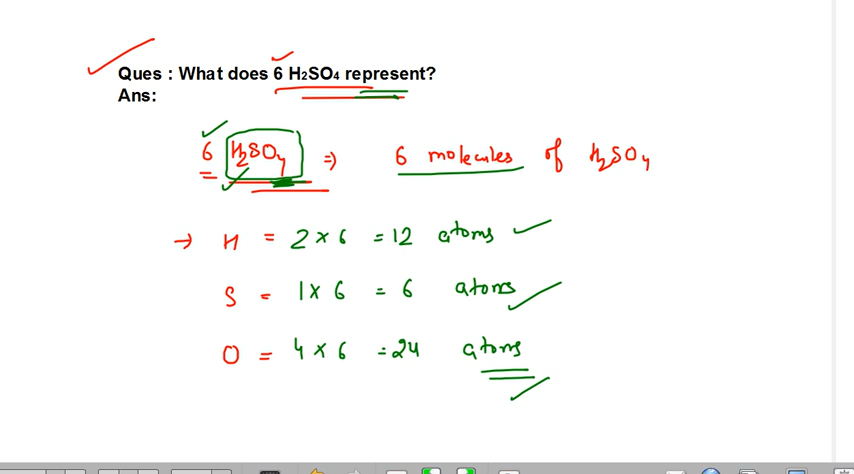 Ques : What does 6 H₂SO₄ represent?
Ans:
6 H₂SO₄ ⇒ 6 molecules of H₂SO₄
→ H = 2 × 6 = 12 atoms
S = 1 × 6 = 6 atoms
O = 4 × 6 = 24 atoms